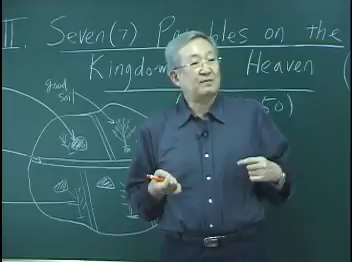 II. Seven(7) Parables on the
Kingdom Heaven (
50)
good
soil